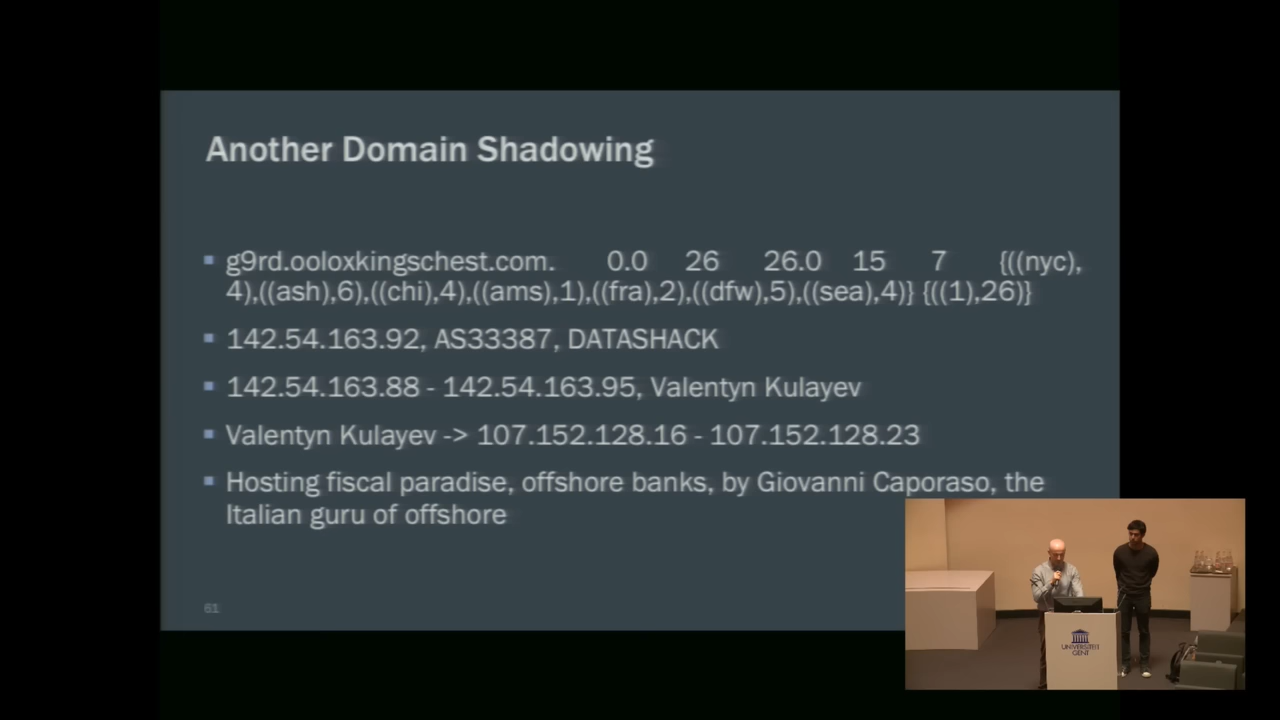 Another Domain Shadowing
g9rd.ooloxkingschest.com. 0.0 26 26.0 15 7 {((nyc),
4),((ash),6),((chi),4),((ams),1),((fra),2),((dfw),5),((sea),4)} {((1),26)}
142.54.163.92, AS33387, DATASHACK
142.54.163.88 - 142.54.163.95, Valentyn Kulayev
Valentyn Kulayev -> 107.152.128.16 - 107.152.128.23
Hosting fiscal paradise, offshore banks, by Giovanni Caporaso, the
Italian guru of offshore
61
UNIVERSITEIT
GENT